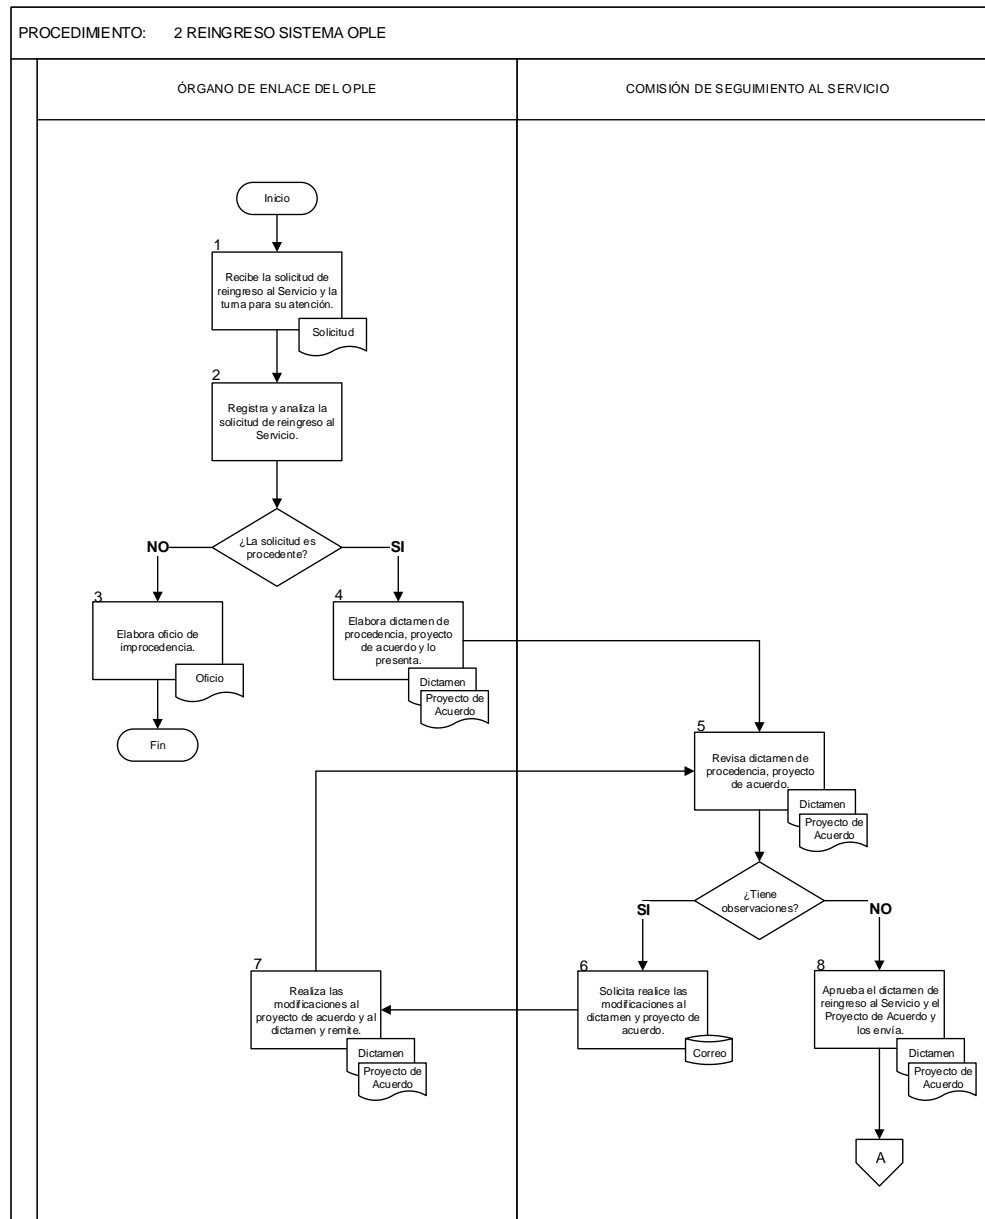 PROCEDIMIENTO: 2 REINGRESO SISTEMA OPLE
ÓRGANO DE ENLACE DEL OPLE
COMISIÓN DE SEGUIMIENTO AL SERVICIO
Inicio
1
Recibe la solicitud de
reingreso al Servicio y la
turna para su atención.
Solicitud
2
Registra y analiza la
solicitud de reingreso al
Servicio.
¿La solicitud es
procedente?
NO
SI
3
Elabora oficio de
improcedencia.
Oficio
Fin
4
Elabora dictamen de
procedencia, proyecto
de acuerdo y lo
presenta.
Dictamen
Proyecto de
Acuerdo
5
Revisa dictamen de
procedencia, proyecto
de acuerdo.
Dictamen
Proyecto de
Acuerdo
¿Tiene
observaciones?
SI
NO
6
Solicita realice las
modificaciones al
dictamen y proyecto de
acuerdo.
Correo
7
Realiza las
modificaciones al
proyecto de acuerdo y al
dictamen y remite.
Dictamen
Proyecto de
Acuerdo
8
Aprueba el dictamen de
reingreso al Servicio y el
Proyecto de Acuerdo y
los envía.
Dictamen
Proyecto de
Acuerdo
A